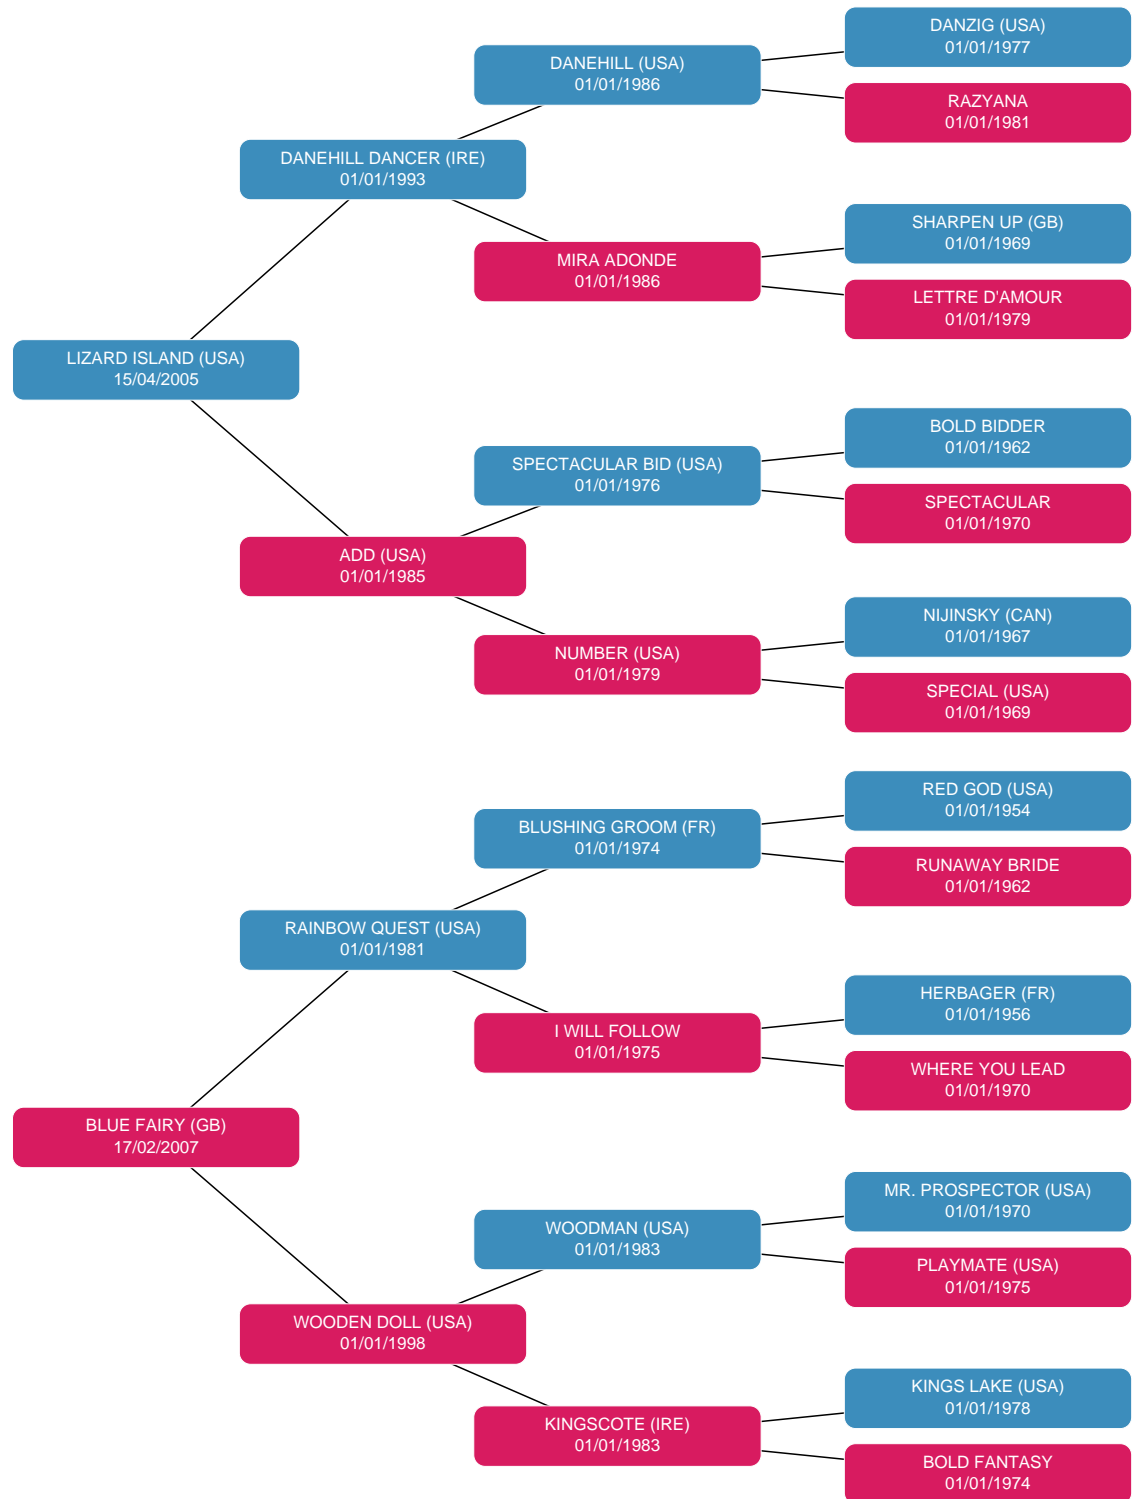 DANZIG (USA)
01/01/1977
DANEHILL (USA)
01/01/1986
RAZYANA
01/01/1981
DANEHILL DANCER (IRE)
01/01/1993
SHARPEN UP (GB)
01/01/1969
MIRA ADONDE
01/01/1986
LETTRE D'AMOUR
01/01/1979
LIZARD ISLAND (USA)
15/04/2005
BOLD BIDDER
01/01/1962
SPECTACULAR BID (USA)
01/01/1976
SPECTACULAR
01/01/1970
ADD (USA)
01/01/1985
NIJINSKY (CAN)
01/01/1967
NUMBER (USA)
01/01/1979
SPECIAL (USA)
01/01/1969
RED GOD (USA)
01/01/1954
BLUSHING GROOM (FR)
01/01/1974
RUNAWAY BRIDE
01/01/1962
RAINBOW QUEST (USA)
01/01/1981
HERBAGER (FR)
01/01/1956
I WILL FOLLOW
01/01/1975
WHERE YOU LEAD
01/01/1970
BLUE FAIRY (GB)
17/02/2007
MR. PROSPECTOR (USA)
01/01/1970
WOODMAN (USA)
01/01/1983
PLAYMATE (USA)
01/01/1975
WOODEN DOLL (USA)
01/01/1998
KINGS LAKE (USA)
01/01/1978
KINGSCOTE (IRE)
01/01/1983
BOLD FANTASY
01/01/1974